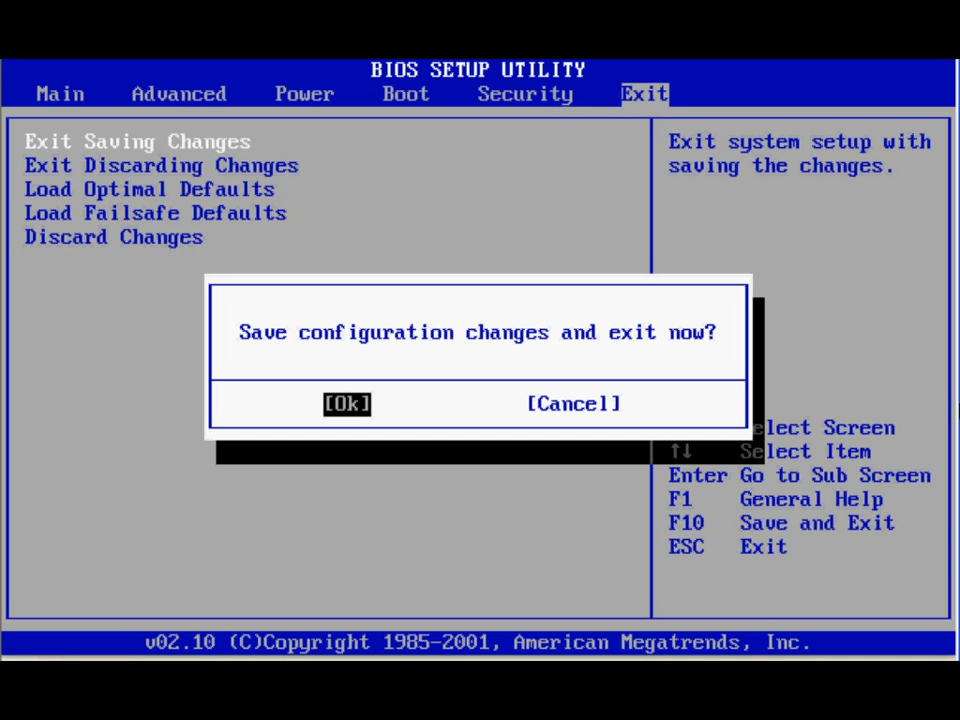 BIOS SETUP UTILITY
Main Advanced Power Boot Security Exit
Exit Saving Changes
Exit Discarding Changes
Load Optimal Defaults
Load Failsafe Defaults
Discard Changes
Exit system setup with
saving the changes.
Save configuration changes and exit now?
[Ok] [Cancel]
elect Screen
↑↓ Select Item
Enter Go to Sub Screen
F1 General Help
F10 Save and Exit
ESC Exit
v02.10 (C)Copyright 1985-2001, American Megatrends, Inc.